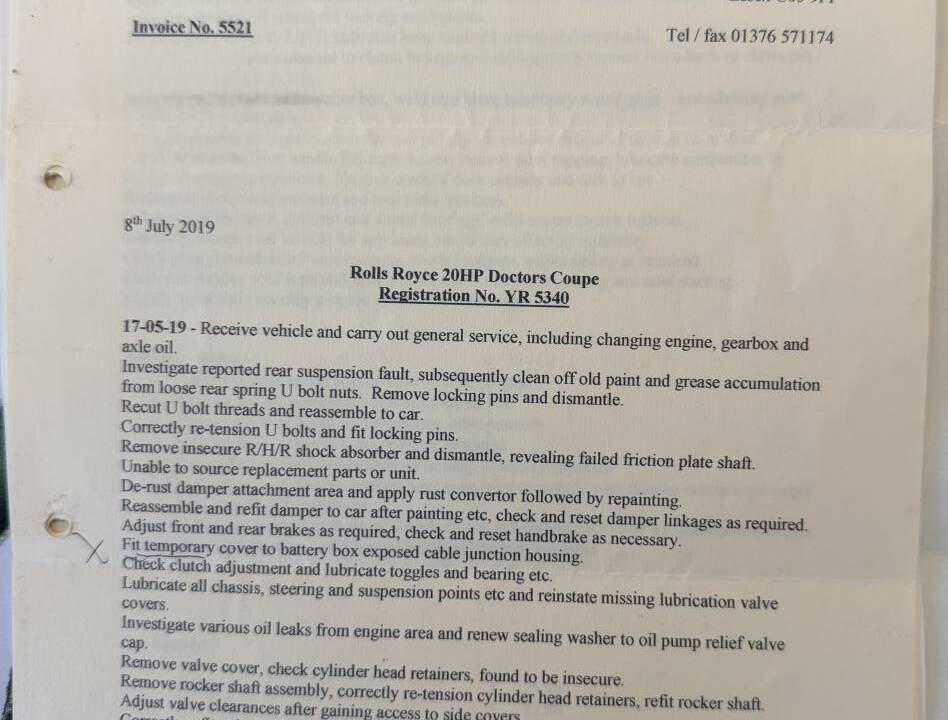 Invoice No. 5521
Tel / fax 01376 571174
8th July 2019
Rolls Royce 20HP Doctors Coupe
Registration No. YR 5340
17-05-19 - Receive vehicle and carry out general service, including changing engine, gearbox and
axle oil.
Investigate reported rear suspension fault, subsequently clean off old paint and grease accumulation
from loose rear spring U bolt nuts. Remove locking pins and dismantle.
Recut U bolt threads and reassemble to car.
Correctly re-tension U bolts and fit locking pins.
Remove insecure R/H/R shock absorber and dismantle, revealing failed friction plate shaft.
Unable to source replacement parts or unit.
De-rust damper attachment area and apply rust convertor followed by repainting.
Reassemble and refit damper to car after painting etc, check and reset damper linkages as required.
Adjust front and rear brakes as required, check and reset handbrake as necessary.
X Fit temporary cover to battery box exposed cable junction housing.
Check clutch adjustment and lubricate toggles and bearing etc.
Lubricate all chassis, steering and suspension points etc and reinstate missing lubrication valve
covers.
Investigate various oil leaks from engine area and renew sealing washer to oil pump relief valve
cap.
Remove valve cover, check cylinder head retainers, found to be insecure.
Remove rocker shaft assembly, correctly re-tension cylinder head retainers, refit rocker shaft.
Adjust valve clearances after gaining access to side covers